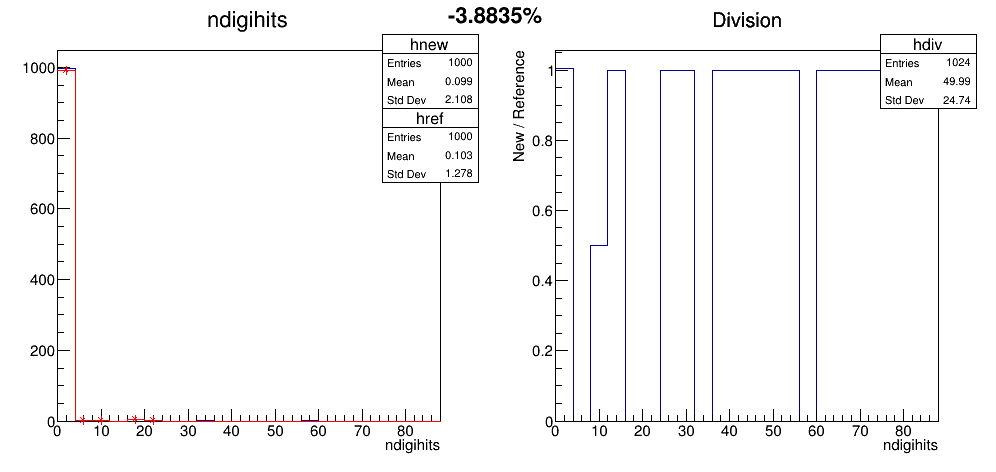 -3.8835%
ndigihits
hnew
Entries 1000
Mean 0.099
Std Dev 2.108
href
Entries 1000
Mean 0.103
Std Dev 1.278
1000
800
600
400
200
0
0 10 20 30 40 50 60 70 80
ndigihits
Division
hdiv
Entries 1024
Mean 49.99
Std Dev 24.74
New / Reference
1
0.8
0.6
0.4
0.2
0
0 10 20 30 40 50 60 70 80
ndigihits